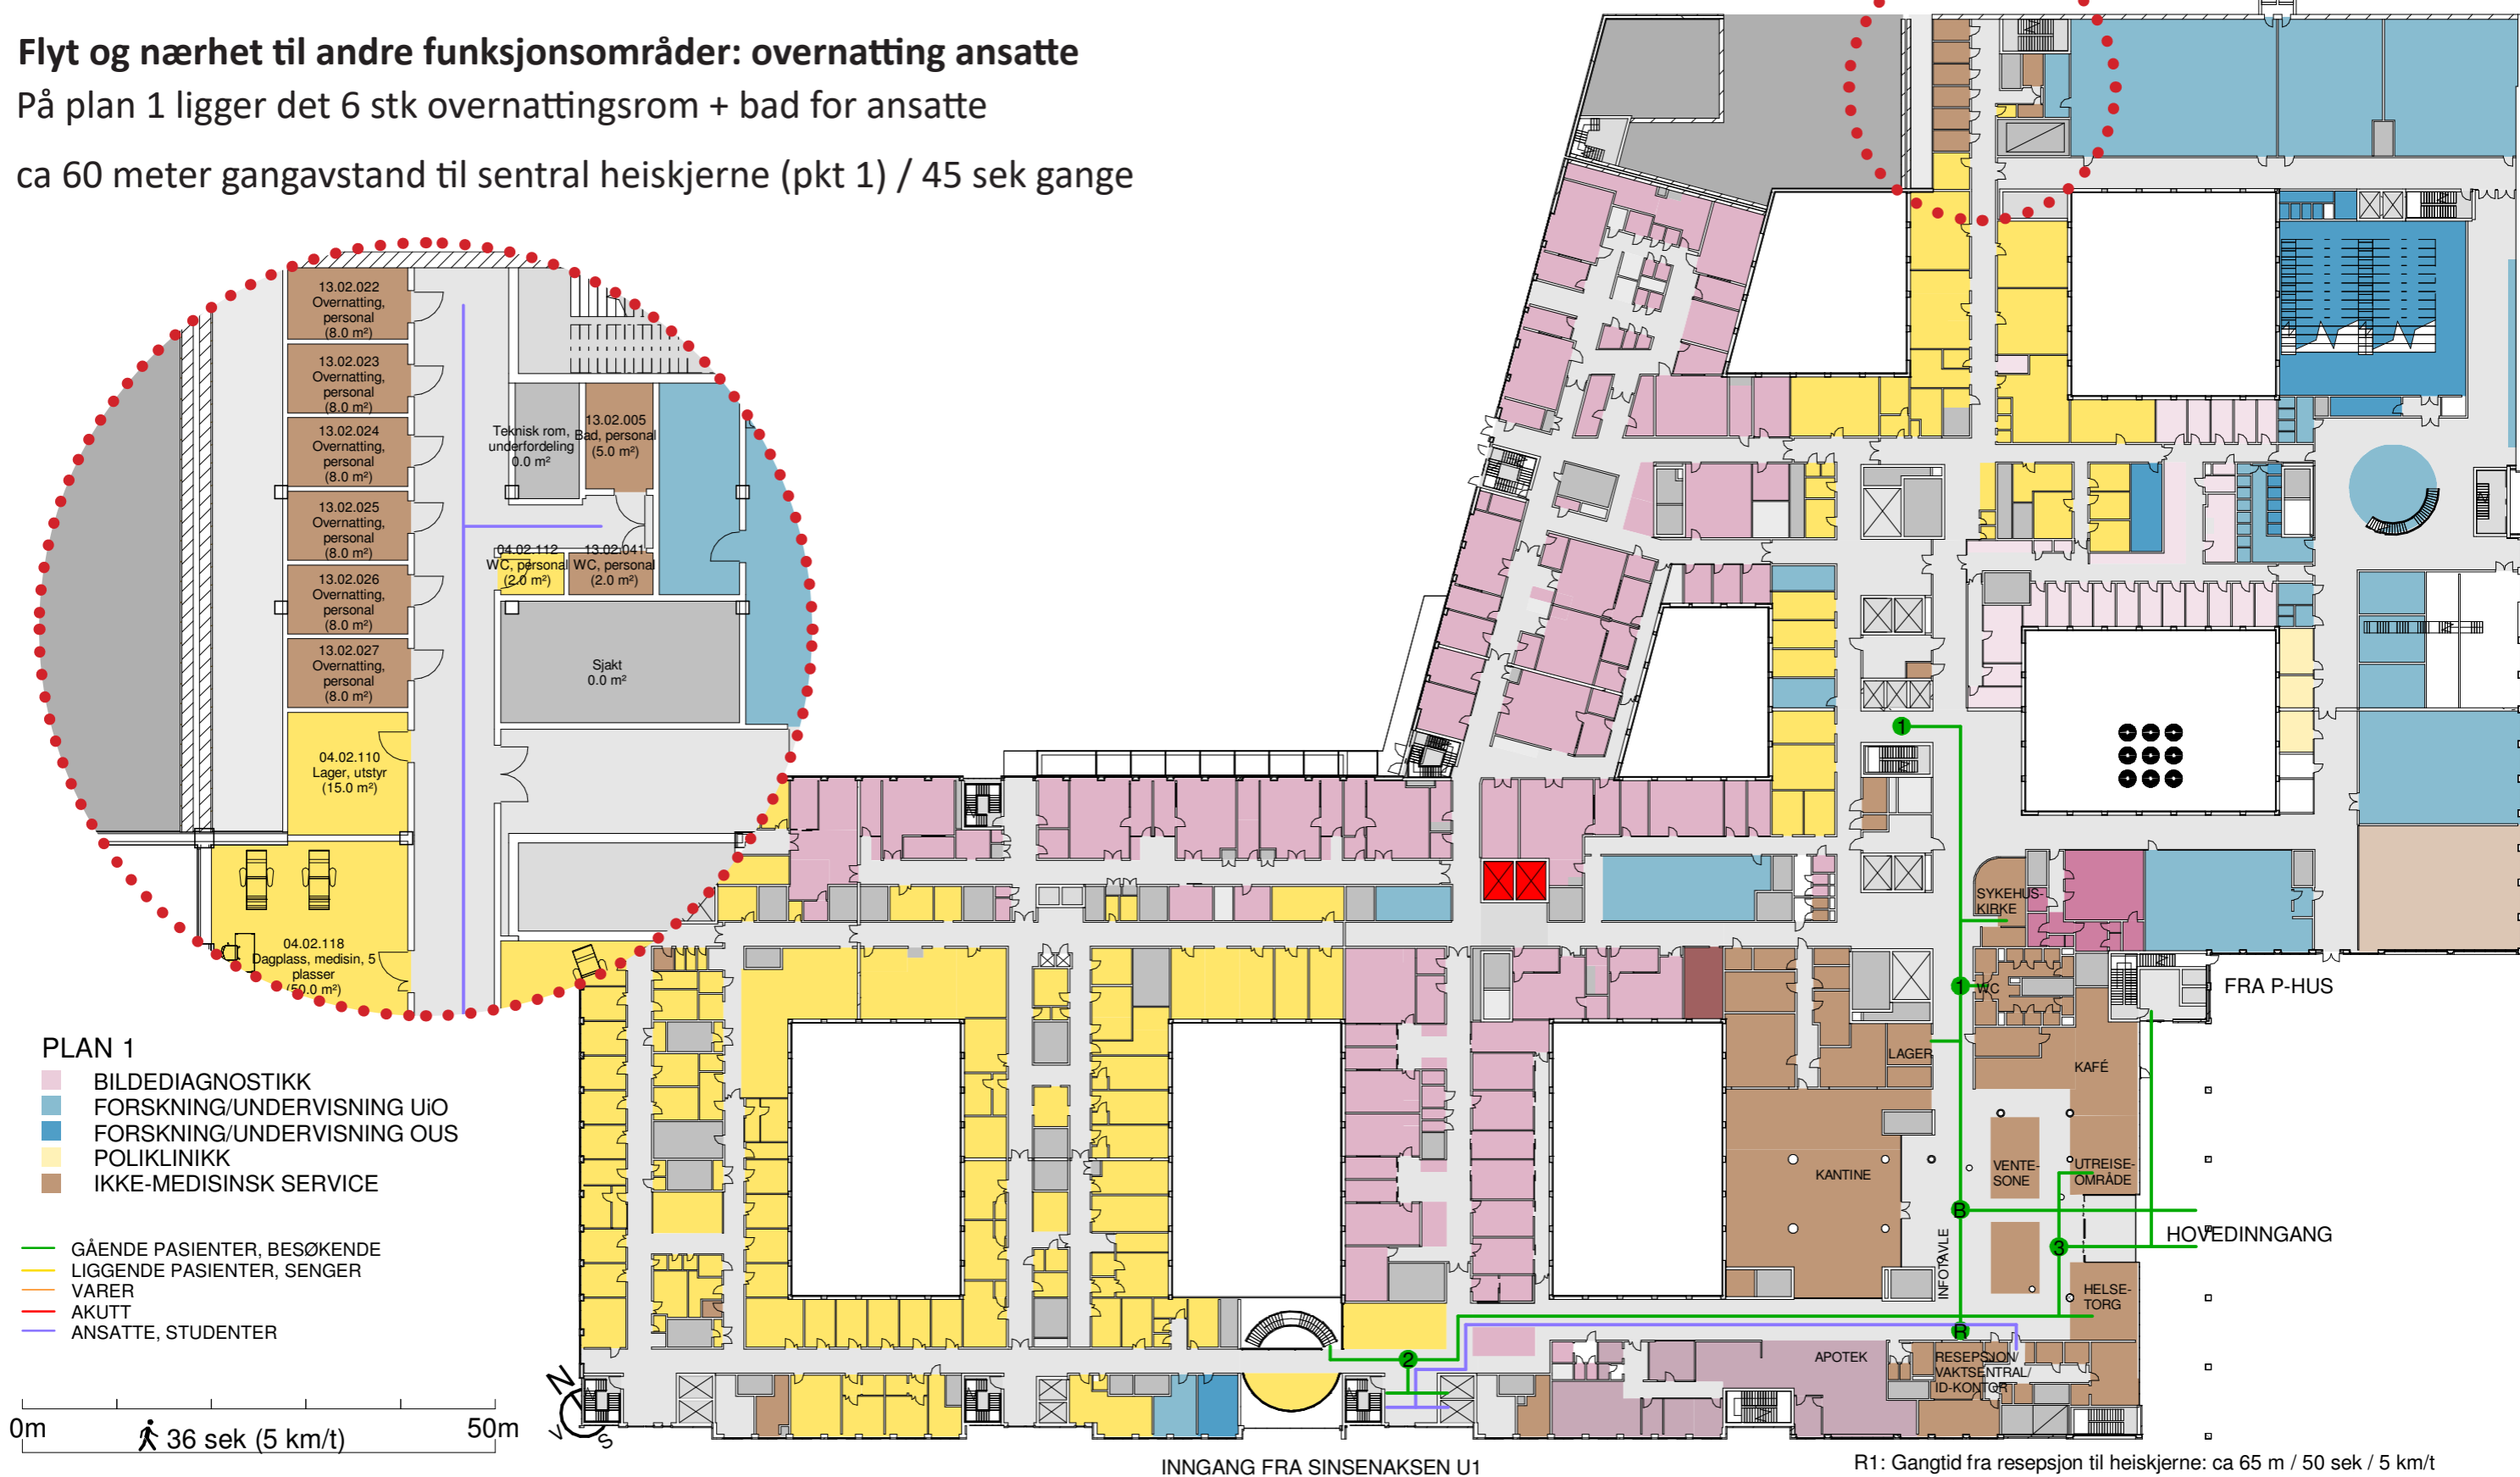 Flyt og nærhet til andre funksjonsområder: overnatting ansatte
På plan 1 ligger det 6 stk overnattingsrom + bad for ansatte
ca 60 meter gangavstand til sentral heiskjerne (pkt 1) / 45 sek gange
13.02.022
Overnatting,
personal
(8.0 m²)
13.02.023
Overnatting,
personal
(8.0 m²)
13.02.024
Overnatting,
personal
(8.0 m²)
13.02.025
Overnatting,
personal
(8.0 m²)
13.02.026
Overnatting,
personal
(8.0 m²)
13.02.027
Overnatting,
personal
(8.0 m²)
Teknisk rom,
underfordeling
0.0 m²
13.02.005
Bad, personal
(5.0 m²)
04.02.112
WC, personal
(2.0 m²)
13.02.041
WC, personal
(2.0 m²)
Sjakt
0.0 m²
04.02.110
Lager, utstyr
(15.0 m²)
04.02.118
Dagplass, medisin, 5
plasser
(50.0 m²)
PLAN 1
BILDEDIAGNOSTIKK
FORSKNING/UNDERVISNING UiO
FORSKNING/UNDERVISNING OUS
POLIKLINIKK
IKKE-MEDISINSK SERVICE
GÅENDE PASIENTER, BESØKENDE
LIGGENDE PASIENTER, SENGER
VARER
AKUTT
ANSATTE, STUDENTER
0m
50m
36 sek (5 km/t)
N
V
S
1
SYKEHUS-
KIRKE
1
WC
FRA P-HUS
LAGER
KAFÉ
KANTINE
VENTE-
SONE
UTREISE-
OMRÅDE
B
3
HOVEDINNGANG
INFOTAVLE
HELSE-
TORG
R
2
APOTEK
RESEPSJON/
VAKTSENTRAL/
ID-KONTOR
INNGANG FRA SINSENAKSEN U1
R1: Gangtid fra resepsjon til heiskjerne: ca 65 m / 50 sek / 5 km/t